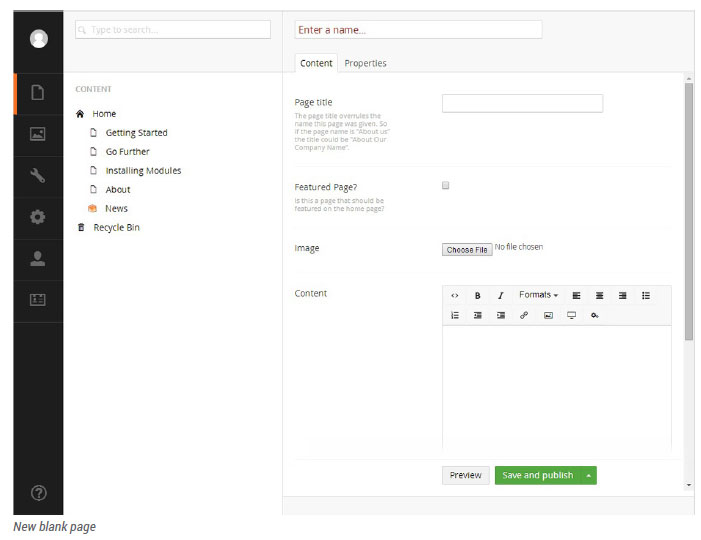 Type to search...
Enter a name...
Content
Properties
CONTENT
Home
Getting Started
Go Further
Installing Modules
About
News
Recycle Bin
Page title
The page title overrules the
name this page was given. So
if the page name is "About us"
the title could be "About Our
Company Name".
Featured Page?
Is this a page that should be
featured on the home page?
Image
Choose File No file chosen
Content
Formats
Preview
Save and publish
New blank page